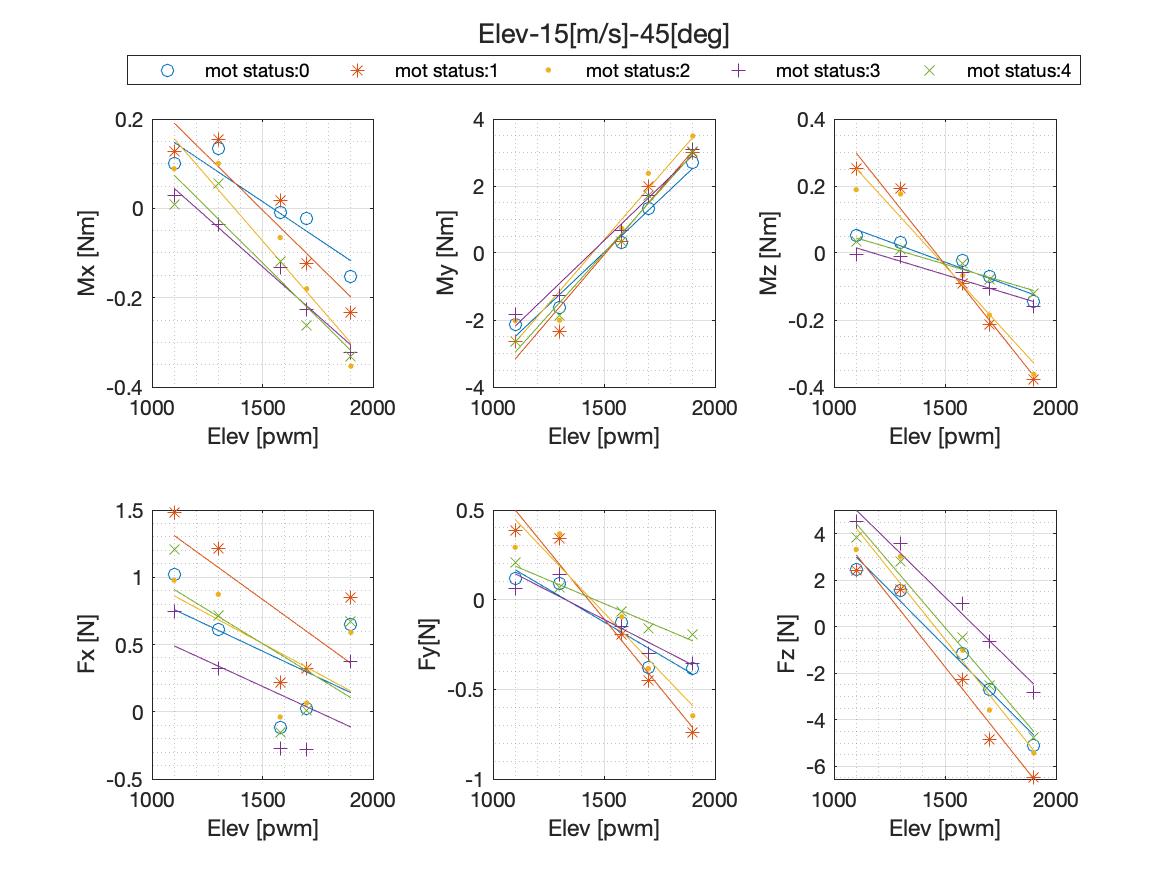 Elev-15[m/s]-45[deg]
mot status:0 mot status:1 mot status:2 mot status:3 mot status:4
Mx [Nm]
0.2
0
-0.2
-0.4
1000 1500 2000
Elev [pwm]
My [Nm]
4
2
0
-2
-4
1000 1500 2000
Elev [pwm]
Mz [Nm]
0.4
0.2
0
-0.2
-0.4
1000 1500 2000
Elev [pwm]
Fx [N]
1.5
1
0.5
0
-0.5
1000 1500 2000
Elev [pwm]
Fy[N]
0.5
0
-0.5
-1
1000 1500 2000
Elev [pwm]
Fz [N]
4
2
0
-2
-4
-6
1000 1500 2000
Elev [pwm]